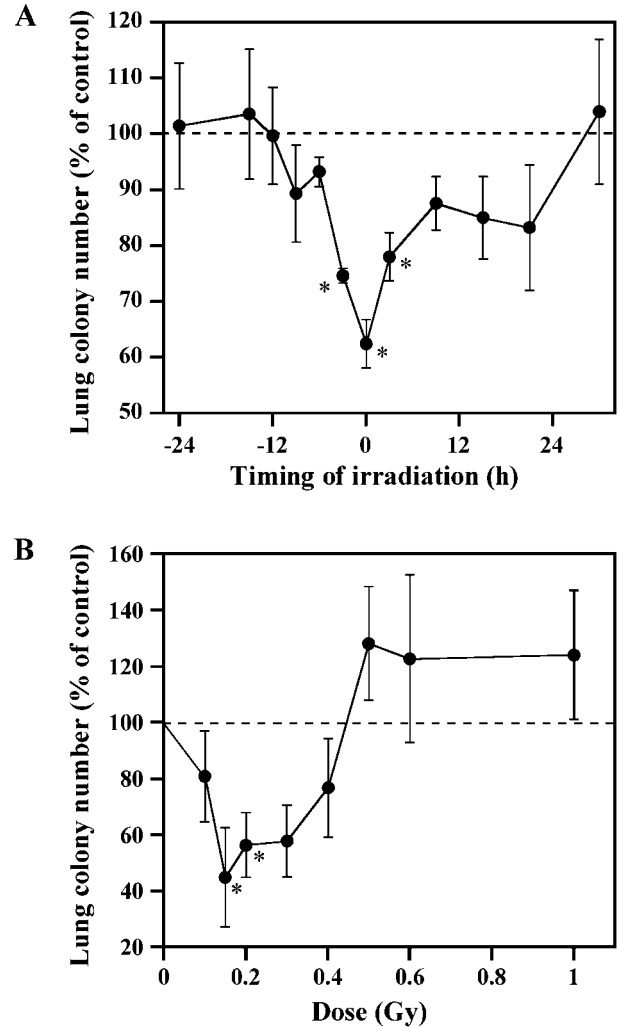 A
Lung colony number (% of control)
120
110
100
90
80
70
60
50
*
*
*
-24 -12 0 12 24
Timing of irradiation (h)
B
Lung colony number (% of control)
160
140
120
100
80
60
40
20
*
*
0 0.2 0.4 0.6 0.8 1
Dose (Gy)